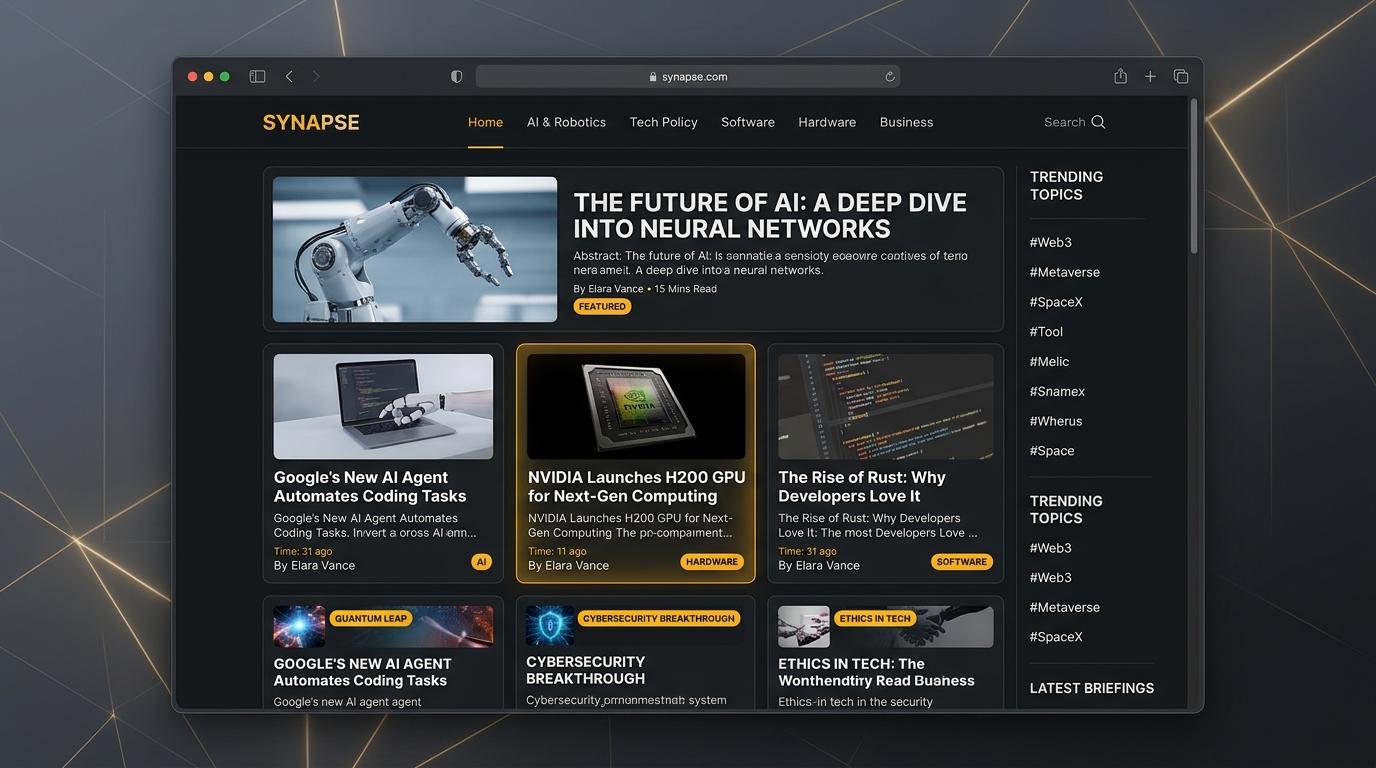 synapse.com
SYNAPSE
Home
AI & Robotics
Tech Policy
Software
Hardware
Business
Search
THE FUTURE OF AI: A DEEP DIVE
INTO NEURAL NETWORKS
Abstract: The future of AI: Is a of
A deep dive into a neural networks.
By Elara Vance • 15 Mins Read
FEATURED
NVIDIA
Google's New AI Agent
Automates Coding Tasks
Google's New AI Agent Automates
Coding Tasks. Invert a oross AI
Time: 31 ago
By Elara Vance
AI
NVIDIA Launches H200 GPU
for Next-Gen Computing
NVIDIA Launches H200 GPU for Next-
Gen Computing The
Time: 11 ago
By Elara Vance
HARDWARE
The Rise of Rust: Why
Developers Love It
The Rise of Rust: Why Developers
Love It: The most Developers Love ...
Time: 31 ago
By Elara Vance
SOFTWARE
QUANTUM LEAP
GOOGLE'S NEW AI AGENT
Automates Coding Tasks
Google's new AI agent agent
CYBERSECURITY BREAKTHROUGH
CYBERSECURITY
BREAKTHROUGH
Cybersecurity system
ETHICS IN TECH
ETHICS IN TECH: The
Read
Ethics-in tech in the security
TRENDING
TOPICS
#Web3
#Metaverse
#SpaceX
#Tool
#Melic
#Snamex
#Wherus
#Space
TRENDING
TOPICS
#Web3
#Web3
#Metaverse
#SpaceX
LATEST BRIEFINGS